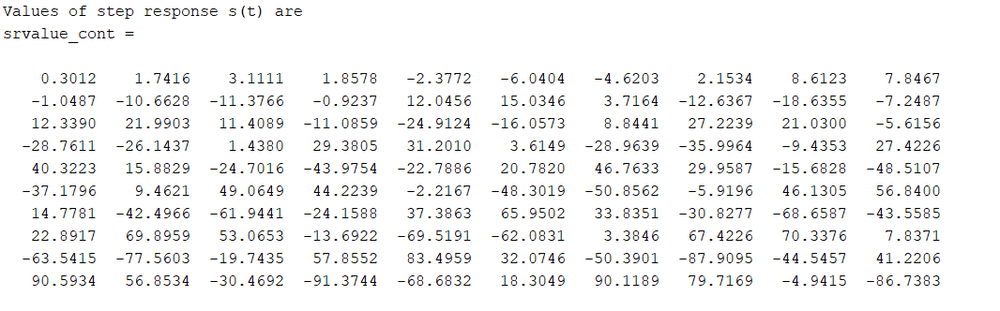 Values of step response s(t) are
srvalue_cont =
0.3012 1.7416 3.1111 1.8578 -2.3772 -6.0404 -4.6203 2.1534 8.6123 7.8467
-1.0487 -10.6628 -11.3766 -0.9237 12.0456 15.0346 3.7164 -12.6367 -18.6355 -7.2487
12.3390 21.9903 11.4089 -11.0859 -24.9124 -16.0573 8.8441 27.2239 21.0300 -5.6156
-28.7611 -26.1437 1.4380 29.3805 31.2010 3.6149 -28.9639 -35.9964 -9.4353 27.4226
40.3223 15.8829 -24.7016 -43.9754 -22.7886 20.7820 46.7633 29.9587 -15.6828 -48.5107
-37.1796 9.4621 49.0649 44.2239 -2.2167 -48.3019 -50.8562 -5.9196 46.1305 56.8400
14.7781 -42.4966 -61.9441 -24.1588 37.3863 65.9502 33.8351 -30.8277 -68.6587 -43.5585
22.8917 69.8959 53.0653 -13.6922 -69.5191 -62.0831 3.3846 67.4226 70.3376 7.8371
-63.5415 -77.5603 -19.7435 57.8552 83.4959 32.0746 -50.3901 -87.9095 -44.5457 41.2206
90.5934 56.8534 -30.4692 -91.3744 -68.6832 18.3049 90.1189 79.7169 -4.9415 -86.7383